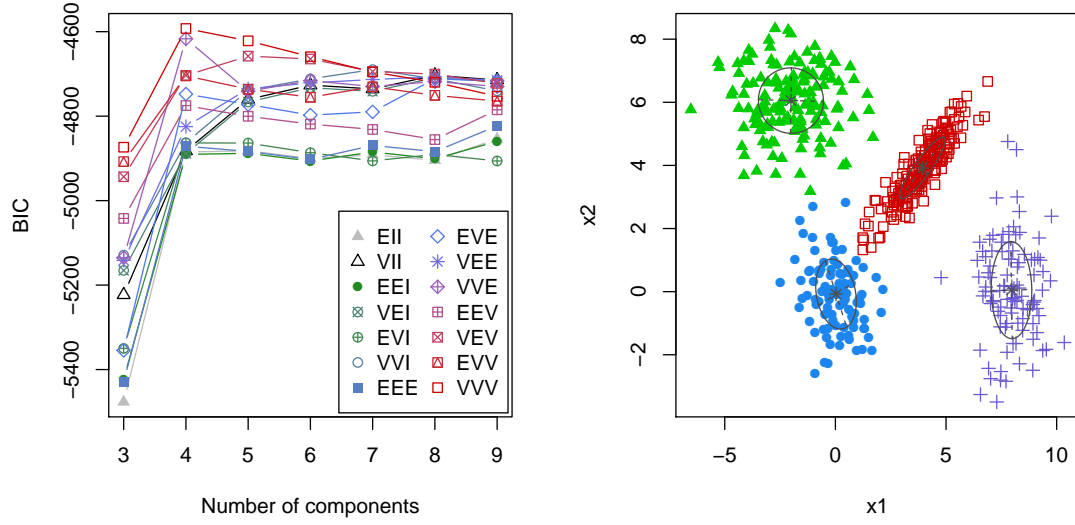 BIC
-4600
-4800
-5000
-5200
-5400
3 4 5 6 7 8 9
Number of components
EII
VII
EEI
VEI
EVI
VVI
EEE
EVE
VEE
VVE
EEV
VEV
EVV
VVV
x2
8
6
4
2
0
−2
−5 0 5 10
x1